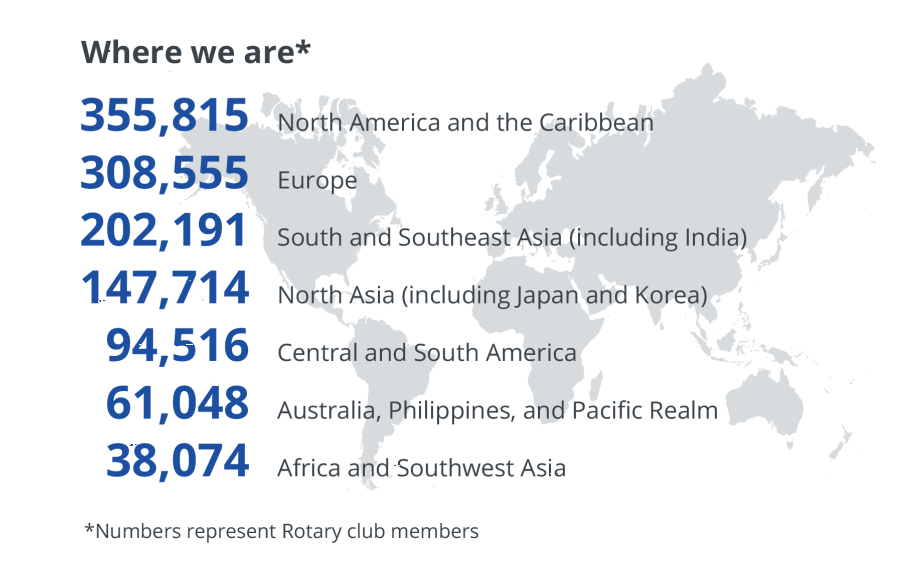 Where we are*
355,815 North America and the Caribbean
308,555 Europe
202,191 South and Southeast Asia (including India)
147,714 North Asia (including Japan and Korea)
94,516 Central and South America
61,048 Australia, Philippines, and Pacific Realm
38,074 Africa and Southwest Asia
*Numbers represent Rotary club members